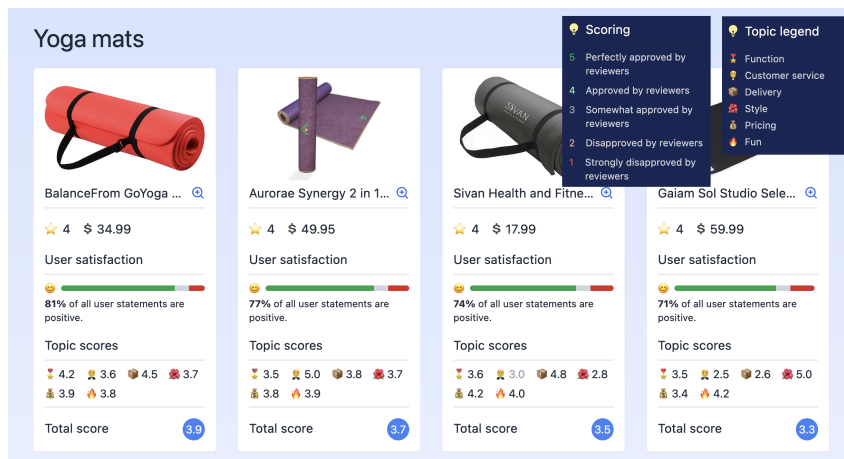 Yoga mats
Scoring
5 Perfectly approved by
reviewers
4 Approved by reviewers
3 Somewhat approved by
reviewers
2 Disapproved by reviewers
1 Strongly disapproved by
reviewers
Topic legend
Function
Customer service
Delivery
Style
Pricing
Fun
BalanceFrom GoYoga ...
4 $ 34.99
User satisfaction
81% of all user statements are
positive.
Topic scores
4.2 3.6 4.5 3.7
3.9 3.8
Total score 3.9
Aurorae Synergy 2 in 1...
4 $ 49.95
User satisfaction
77% of all user statements are
positive.
Topic scores
3.5 5.0 3.8 3.7
3.8 3.9
Total score 3.7
SIVAN
Sivan Health and Fitne...
4 $ 17.99
User satisfaction
74% of all user statements are
positive.
Topic scores
3.6 3.0 4.8 2.8
4.2 4.0
Total score 3.5
Gaiam Sol Studio Sele...
4 $ 59.99
User satisfaction
71% of all user statements are
positive.
Topic scores
3.5 2.5 2.6 5.0
3.4 4.2
Total score 3.3